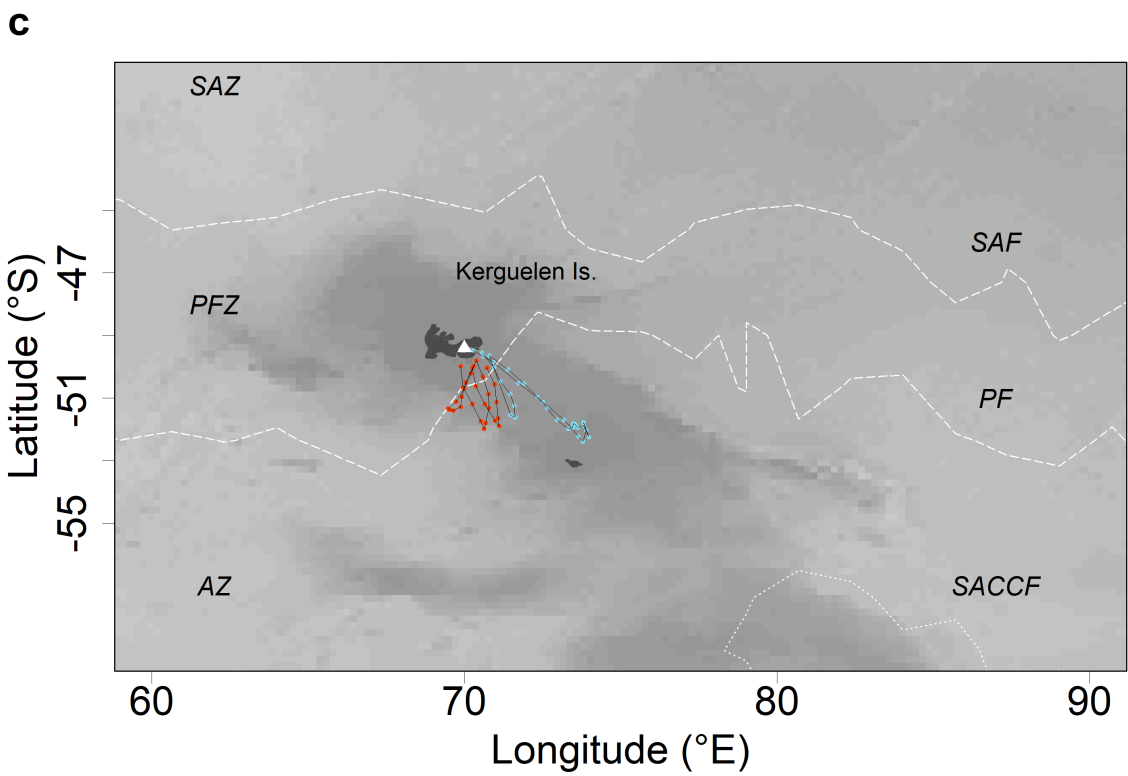 c
SAZ
SAF
-47
Kerguelen Is.
PFZ
Latitude (°S)
-51
PF
-55
AZ
SACCF
60
70
80
90
Longitude (°E)